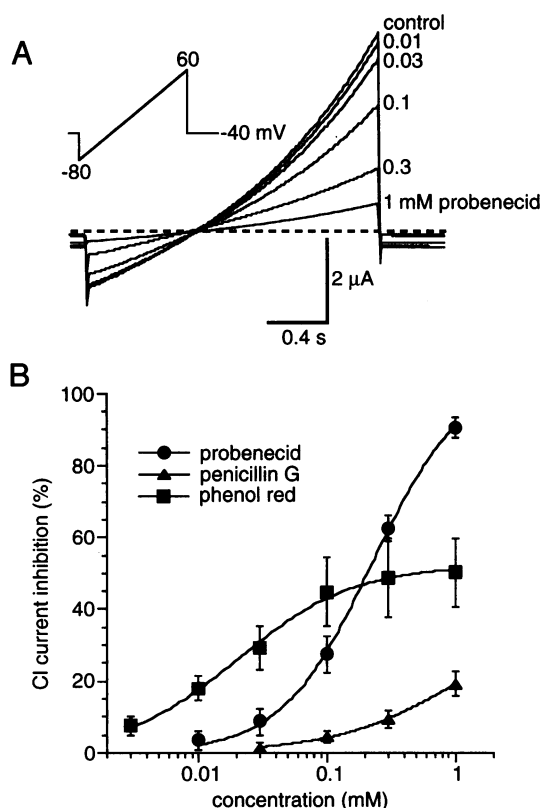 A
control
0.01
0.03
0.1
0.3
1 mM probenecid
60
-40 mV
-80
2 μA
0.4 s
B
100
80
60
40
20
0
Cl current inhibition (%)
probenecid
penicillin G
phenol red
0.01
0.1
1
concentration (mM)